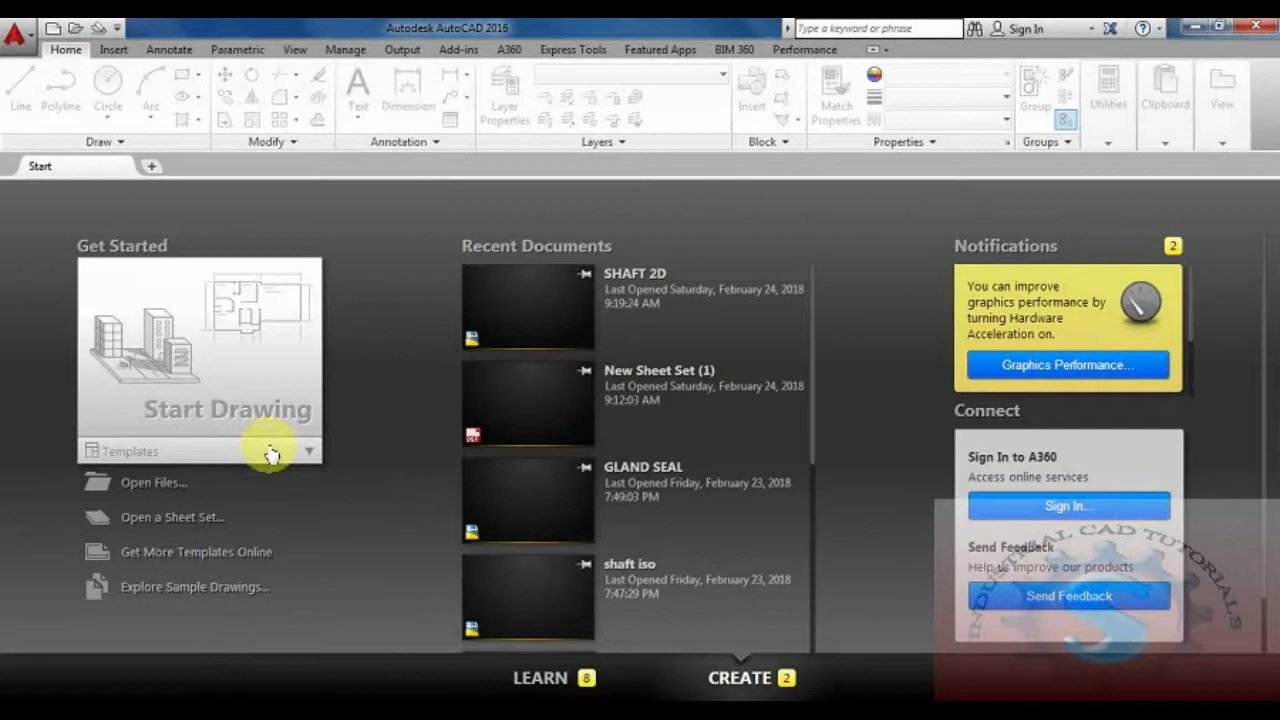 Autodesk AutoCAD 2016
Type a keyword or phrase
Sign In
Home
Insert
Annotate
Parametric
View
Manage
Output
Add-ins
A360
Express Tools
Featured Apps
BIM 360
Performance
Line
Polyline
Circle
Arc
Text
Dimension
Layer
Properties
Insert
Match
Properties
Group
Utilities
Clipboard
View
Draw
Modify
Annotation
Layers
Block
Properties
Groups
Start
Get Started
Start Drawing
Templates
Open Files...
Open a Sheet Set...
Get More Templates Online
Explore Sample Drawings...
Recent Documents
SHAFT 2D
Last Opened Saturday, February 24, 2018
9:19:24 AM
New Sheet Set (1)
Last Opened Saturday, February 24, 2018
9:12:03 AM
GLAND SEAL
Last Opened Friday, February 23, 2018
7:49:03 PM
shaft iso
Last Opened Friday, February 23, 2018
7:47:29 PM
Notifications
2
You can improve
graphics performance by
turning Hardware
Acceleration on.
Graphics Performance...
Connect
Sign In to A360
Access online services
Sign In...
Send Feedback
Help us improve our products
Send Feedback
INDUSTRIAL CAD TUTORIALS
S
LEARN 8
CREATE 2